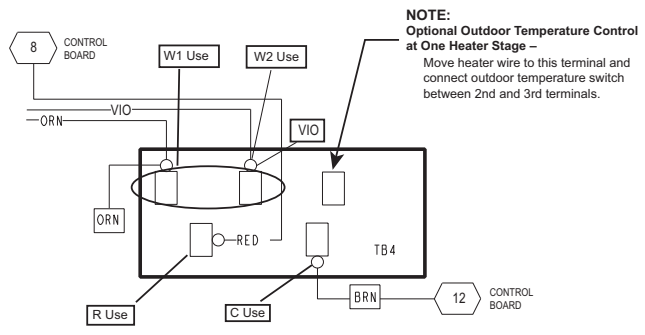 NOTE:
Optional Outdoor Temperature Control
at One Heater Stage –
Move heater wire to this terminal and
connect outdoor temperature switch
between 2nd and 3rd terminals.
8
CONTROL
BOARD
W1 Use
W2 Use
VIO
ORN
VIO
ORN
RED
TB4
R Use
C Use
BRN
12
CONTROL
BOARD